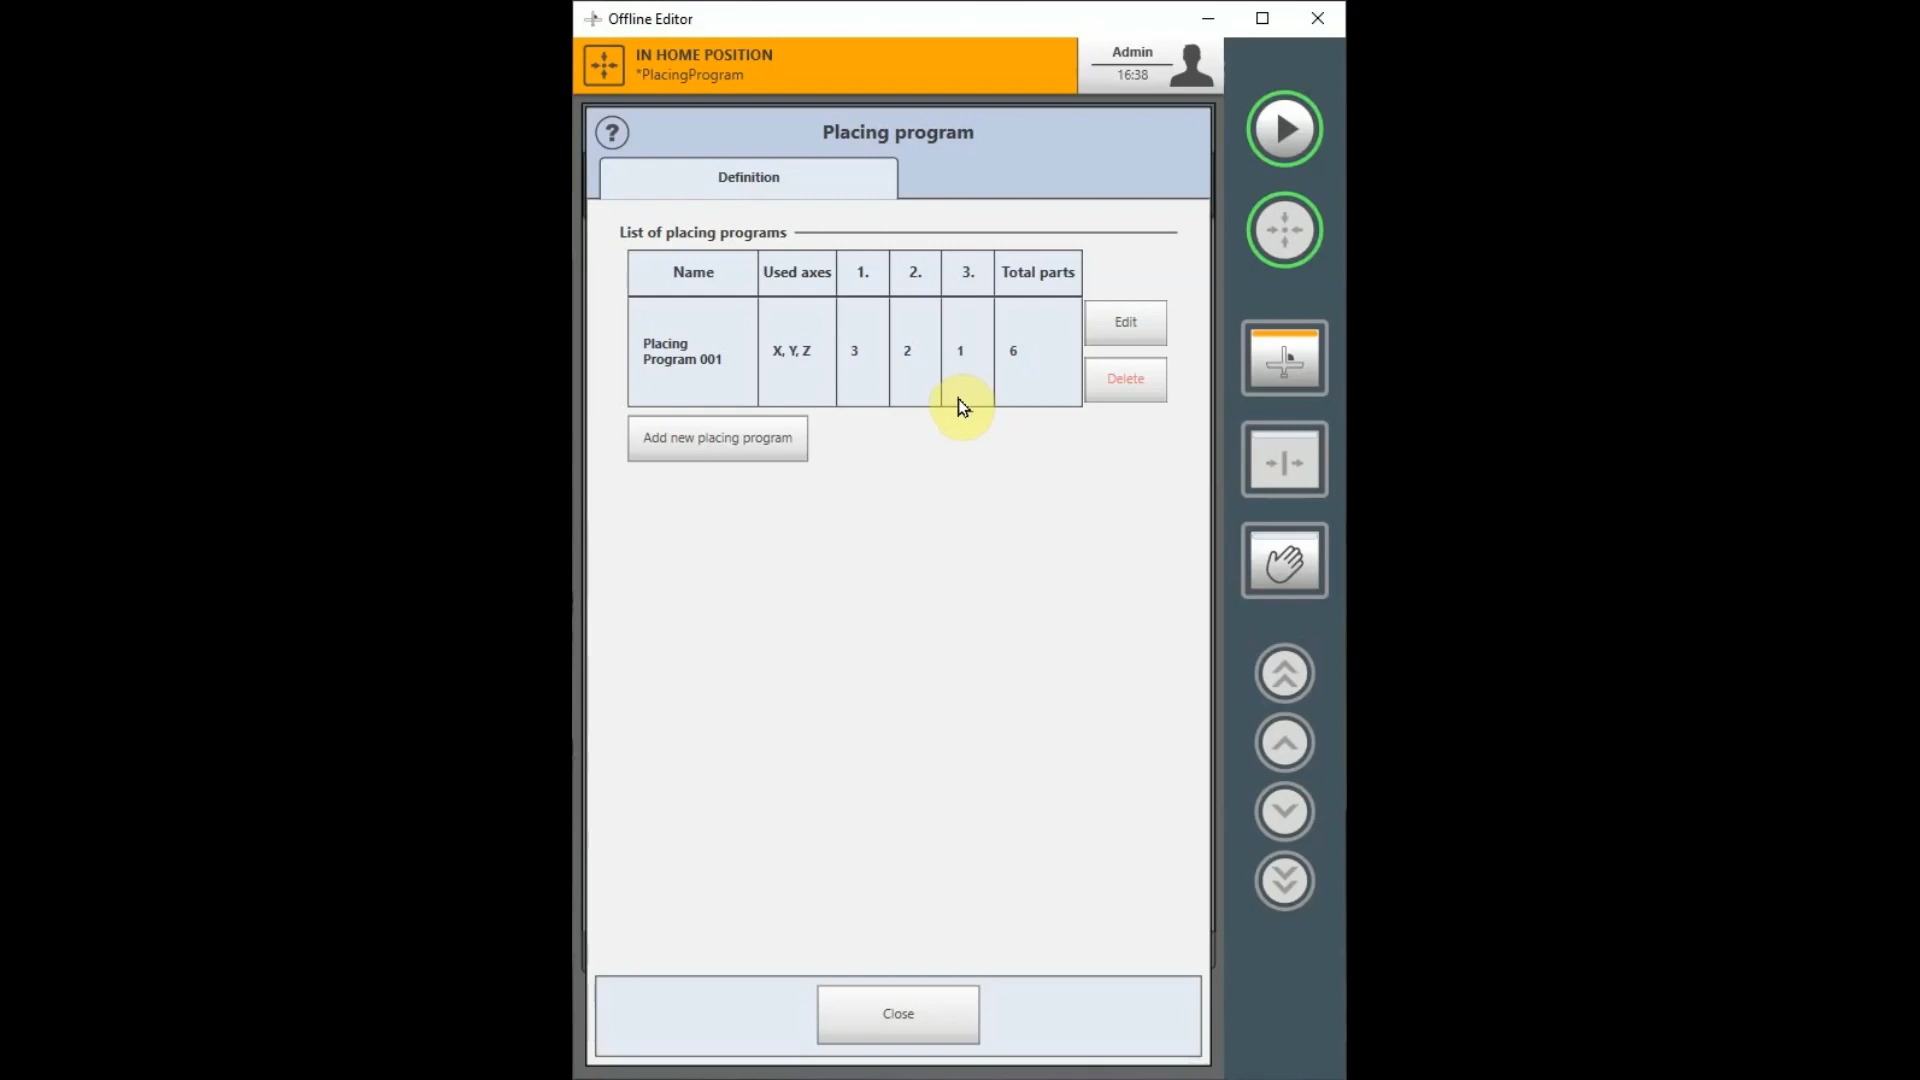 Offline Editor
IN HOME POSITION
*PlacingProgram
Admin
16:38
?
Placing program
Definition
List of placing programs
Name Used axes 1. 2. 3. Total parts
Placing
Program 001
X, Y, Z 3 2 1 6
Edit
Delete
Add new placing program
Close